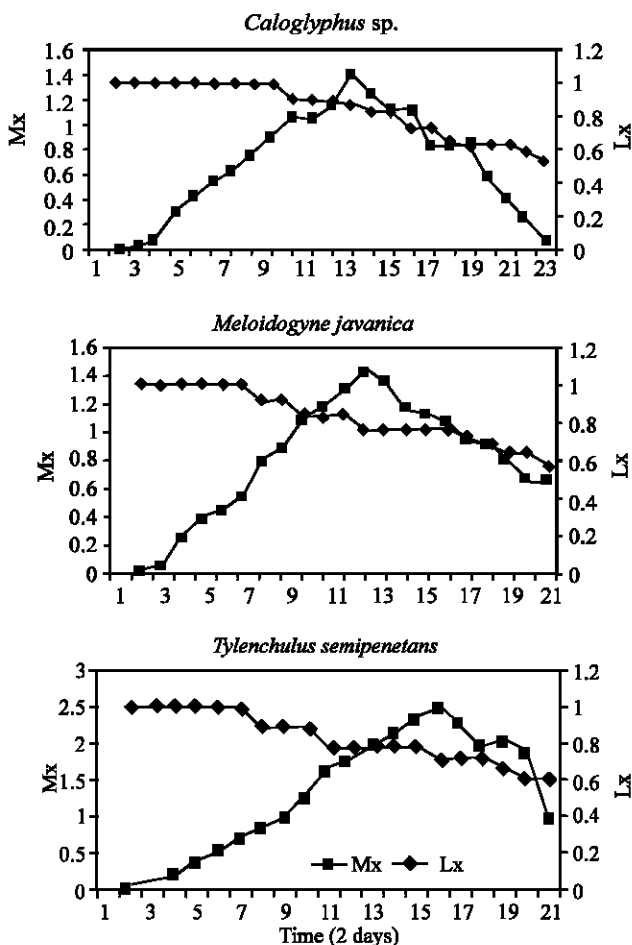 Caloglyphus sp.
1.6 1.4 1.2 1 0.8 0.6 0.4 0.2 0
Mx
1.2 1 0.8 0.6 0.4 0.2 0
Lx
1 3 5 7 9 11 13 15 17 19 21 23
Meloidogyne javanica
1.6 1.4 1.2 1 0.8 0.6 0.4 0.2 0
Mx
1.2 1 0.8 0.6 0.4 0.2 0
Lx
1 3 5 7 9 11 13 15 17 19 21
Tylenchulus semipenetans
3 2.5 2 1.5 1 0.5 0
Mx
1.2 1 0.8 0.6 0.4 0.2 0
Lx
Mx Lx
1 3 5 7 9 11 13 15 17 19 21
Time (2 days)